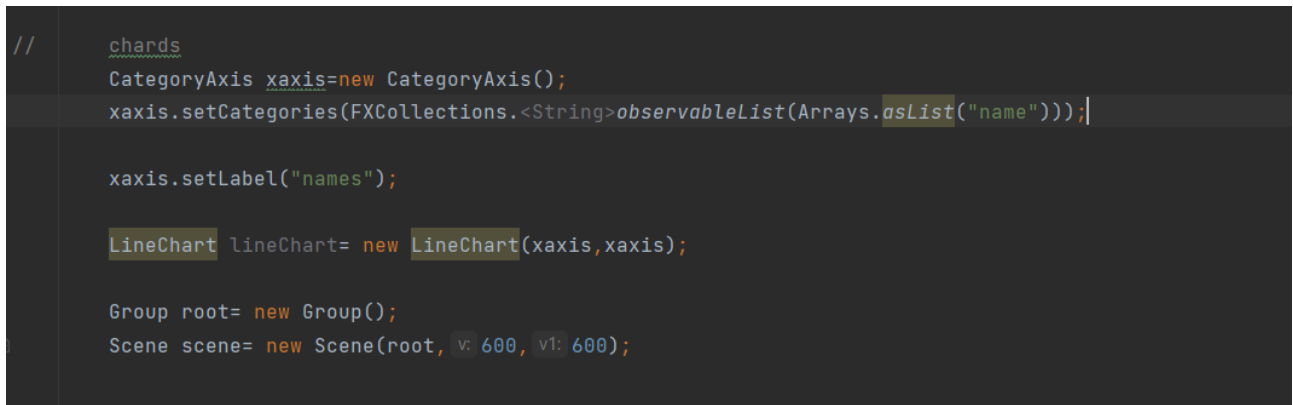 // chards
CategoryAxis xaxis=new CategoryAxis();
xaxis.setCategories(FXCollections.<String>observableList(Arrays.asList("name")));
xaxis.setLabel("names");
LineChart lineChart= new LineChart(xaxis,xaxis);
Group root= new Group();
Scene scene= new Scene(root, v: 600, v1: 600);